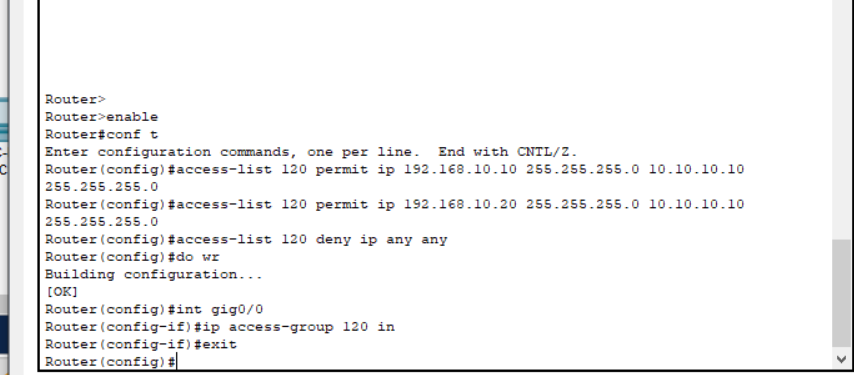 Router>
Router>enable
Router#conf t
Enter configuration commands, one per line.  End with CNTL/Z.
Router(config)#access-list 120 permit ip 192.168.10.10 255.255.255.0 10.10.10.10
255.255.255.0
Router(config)#access-list 120 permit ip 192.168.10.20 255.255.255.0 10.10.10.10
255.255.255.0
Router(config)#access-list 120 deny ip any any
Router(config)#do wr
Building configuration...
[OK]
Router(config)#int gig0/0
Router(config-if)#ip access-group 120 in
Router(config-if)#exit
Router(config)#